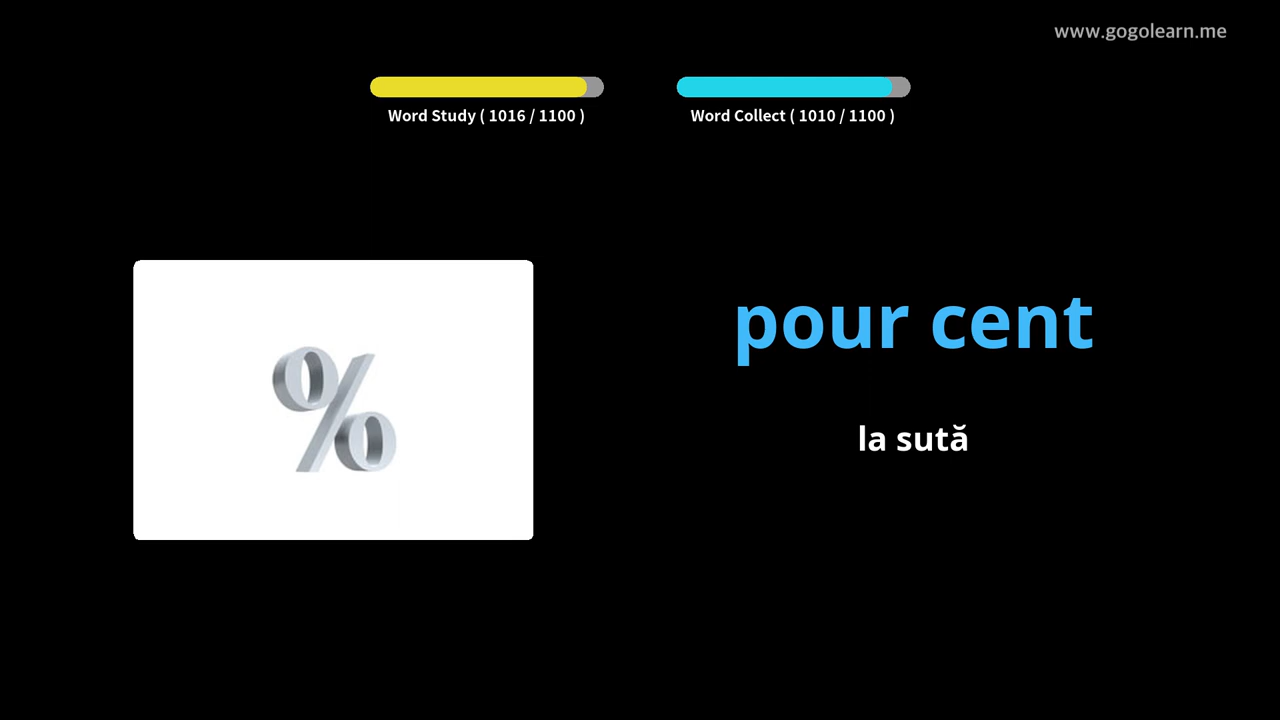 www.gogolearn.me
Word Study ( 1016 / 1100 )
Word Collect ( 1010 / 1100 )
%
pour cent
la sută